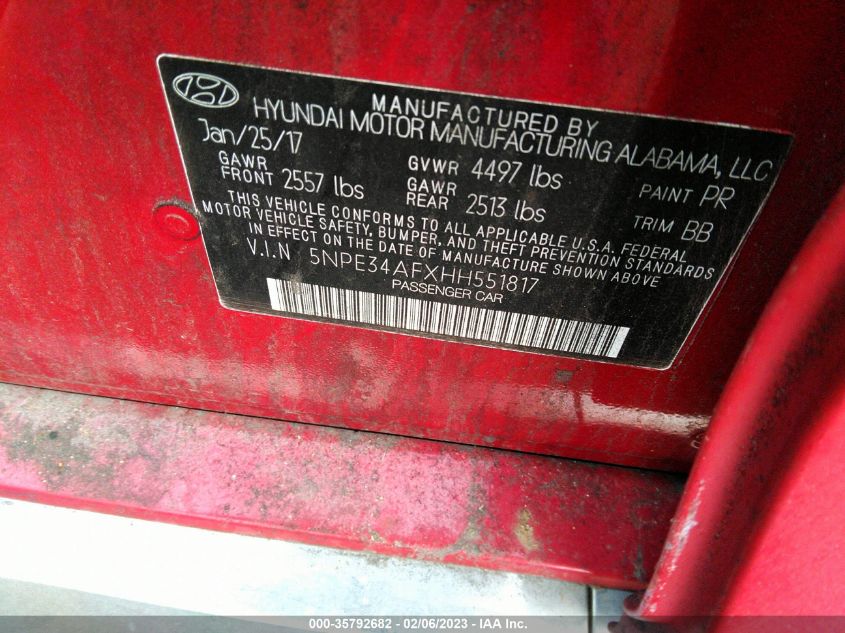 MANUFACTURED BY
HYUNDAI MOTOR MANUFACTURING ALABAMA, LLC
Jan/25/17
GVWR 4497 lbs
PAINT PR
GAWR
FRONT 2557 lbs
GAWR
REAR 2513 lbs
TRIM BB
THIS VEHICLE CONFORMS TO ALL APPLICABLE U.S.A. FEDERAL
MOTOR VEHICLE SAFETY, BUMPER, AND THEFT PREVENTION STANDARDS
IN EFFECT ON THE DATE OF MANUFACTURE SHOWN ABOVE
V.I.N 5NPE34AFXHH551817
PASSENGER CAR
000-35792682 - 02/06/2023 - IAA Inc.